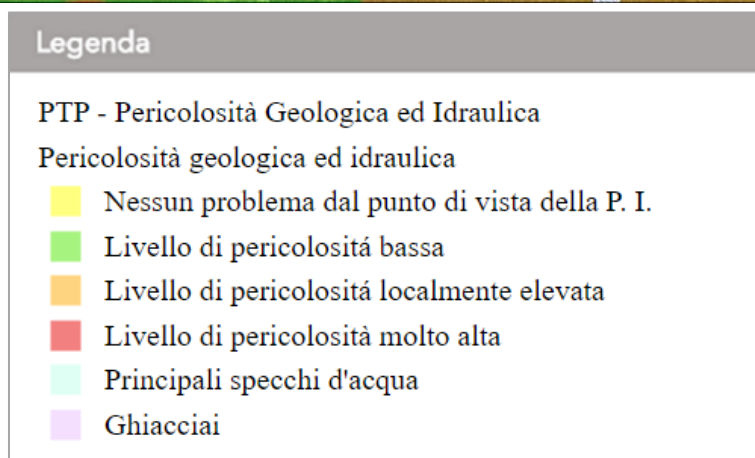 Legenda
PTP - Pericolosità Geologica ed Idraulica
Pericolosità geologica ed idraulica
Nessun problema dal punto di vista della P. I.
Livello di pericolositá bassa
Livello di pericolositá localmente elevata
Livello di pericolosità molto alta
Principali specchi d'acqua
Ghiacciai